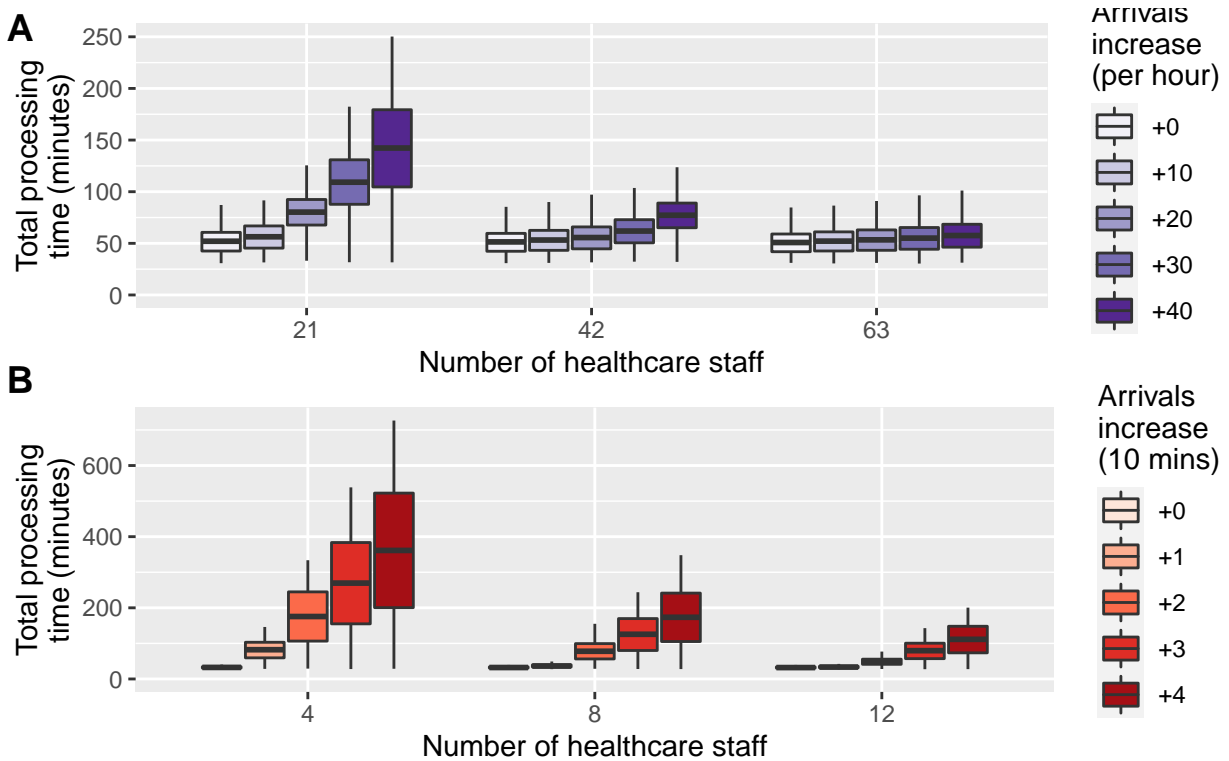 A
250
200
150
100
50
0
Total processing
time (minutes)
21
42
63
Number of healthcare staff
Arrivals
increase
(per hour)
+0
+10
+20
+30
+40
B
600
400
200
0
Total processing
time (minutes)
4
8
12
Number of healthcare staff
Arrivals
increase
(10 mins)
+0
+1
+2
+3
+4